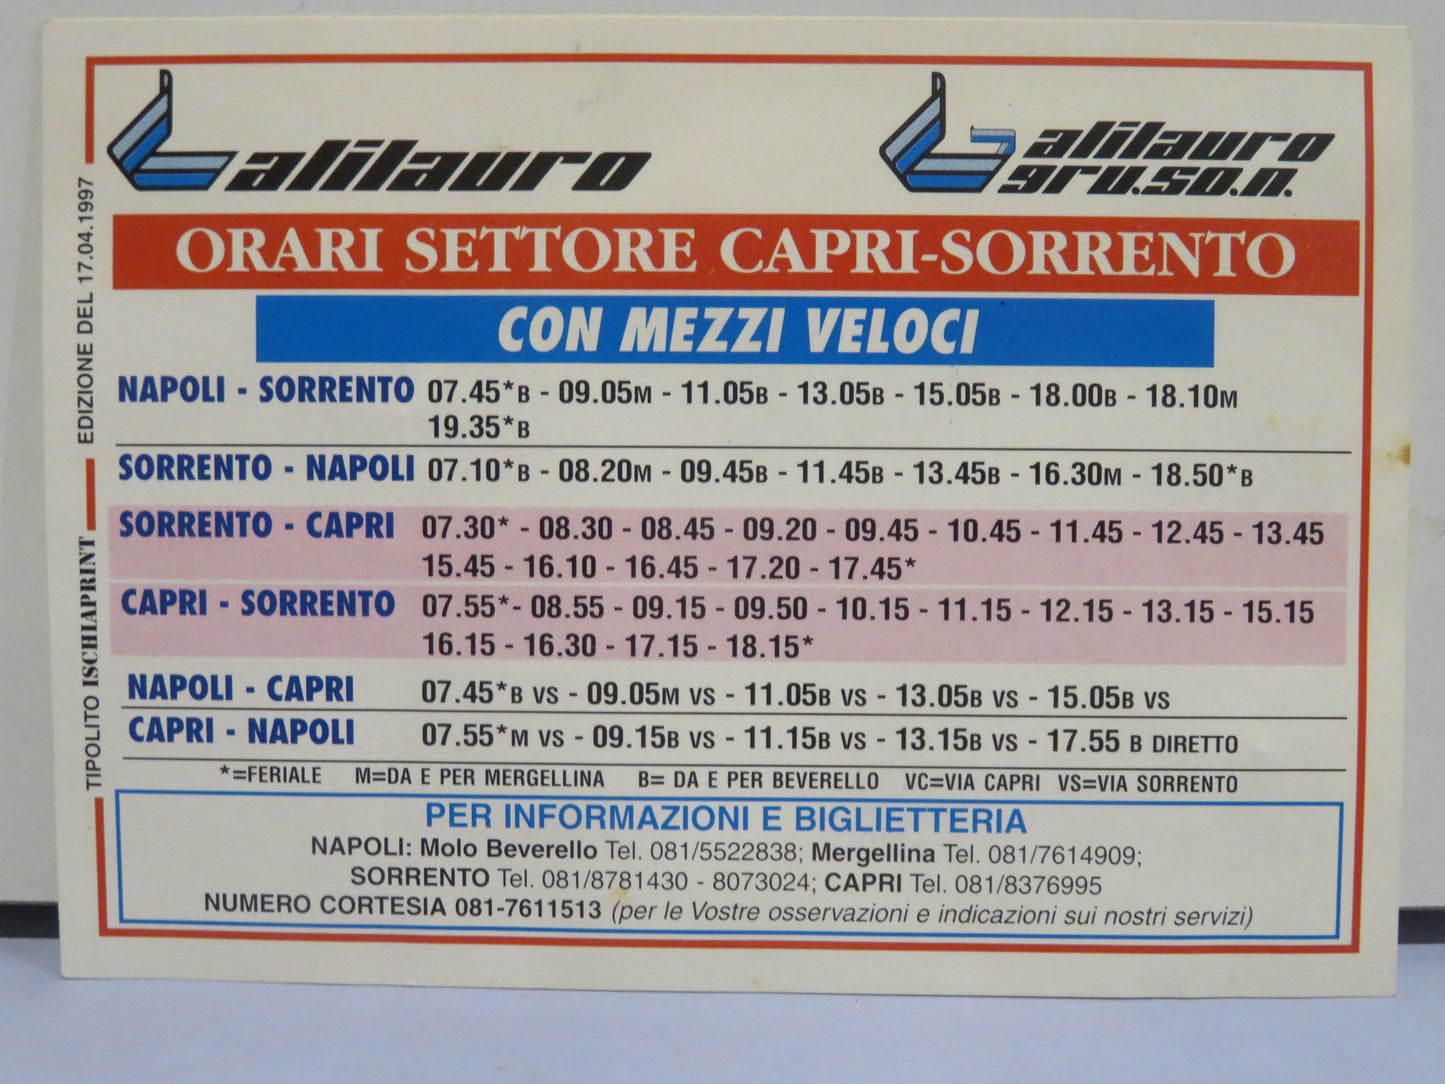 alilauro
alilauro
gru.so.n.
ORARI SETTORE CAPRI-SORRENTO
CON MEZZI VELOCI
NAPOLI - SORRENTO 07.45*B - 09.05M - 11.05B - 13.05B - 15.05B - 18.00B - 18.10M
19.35*B
SORRENTO - NAPOLI 07.10*B - 08.20M - 09.45B - 11.45B - 13.45B - 16.30M - 18.50*B
SORRENTO - CAPRI 07.30* - 08.30 - 08.45 - 09.20 - 09.45 - 10.45 - 11.45 - 12.45 - 13.45
15.45 - 16.10 - 16.45 - 17.20 - 17.45*
CAPRI - SORRENTO 07.55*- 08.55 - 09.15 - 09.50 - 10.15 - 11.15 - 12.15 - 13.15 - 15.15
16.15 - 16.30 - 17.15 - 18.15*
NAPOLI - CAPRI 07.45*B VS - 09.05M VS - 11.05B VS - 13.05B VS - 15.05B VS
CAPRI - NAPOLI 07.55*M VS - 09.15B VS - 11.15B VS - 13.15B VS - 17.55 B DIRETTO
*=FERIALE M=DA E PER MERGELLINA B= DA E PER BEVERELLO VC=VIA CAPRI VS=VIA SORRENTO
PER INFORMAZIONI E BIGLIETTERIA
NAPOLI: Molo Beverello Tel. 081/5522838; Mergellina Tel. 081/7614909;
SORRENTO Tel. 081/8781430 - 8073024; CAPRI Tel. 081/8376995
NUMERO CORTESIA 081-7611513 (per le Vostre osservazioni e indicazioni sui nostri servizi)
TIPOLITO ISCHIAPRINT
EDIZIONE DEL 17.04.1997